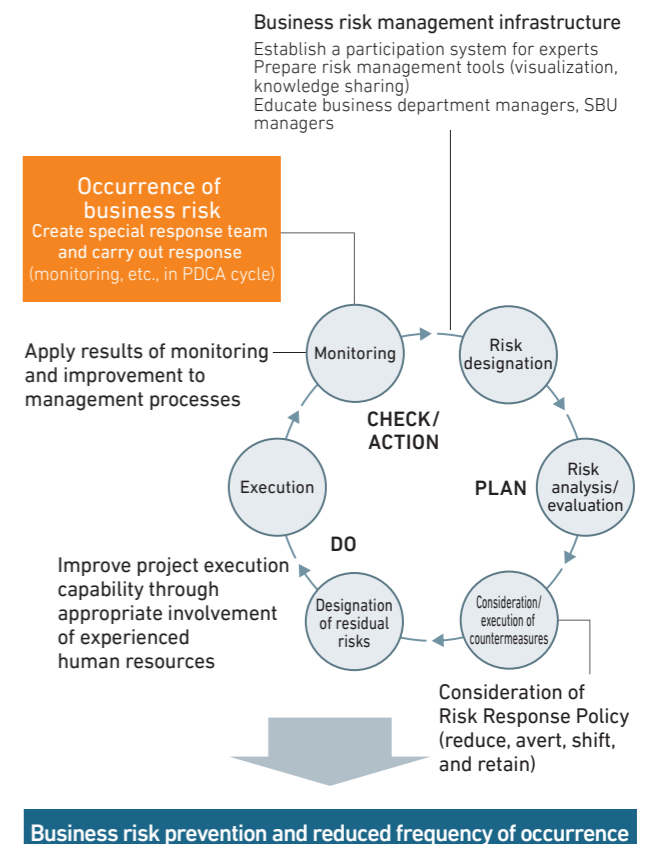 Business risk management infrastructure
Establish a participation system for experts
Prepare risk management tools (visualization,
knowledge sharing)
Educate business department managers, SBU
managers
Occurrence of
business risk
Create special response team
and carry out response
(monitoring, etc., in PDCA cycle)
Apply results of monitoring
and improvement to
management processes
Monitoring
Risk
designation
CHECK/
ACTION
Execution
PLAN
Risk
analysis/
evaluation
DO
Improve project execution
capability through
appropriate involvement
of experienced
human resources
Designation
of residual
risks
Consideration/
execution of
countermeasures
Consideration of
Risk Response Policy
(reduce, avert, shift,
and retain)
Business risk prevention and reduced frequency of occurrence